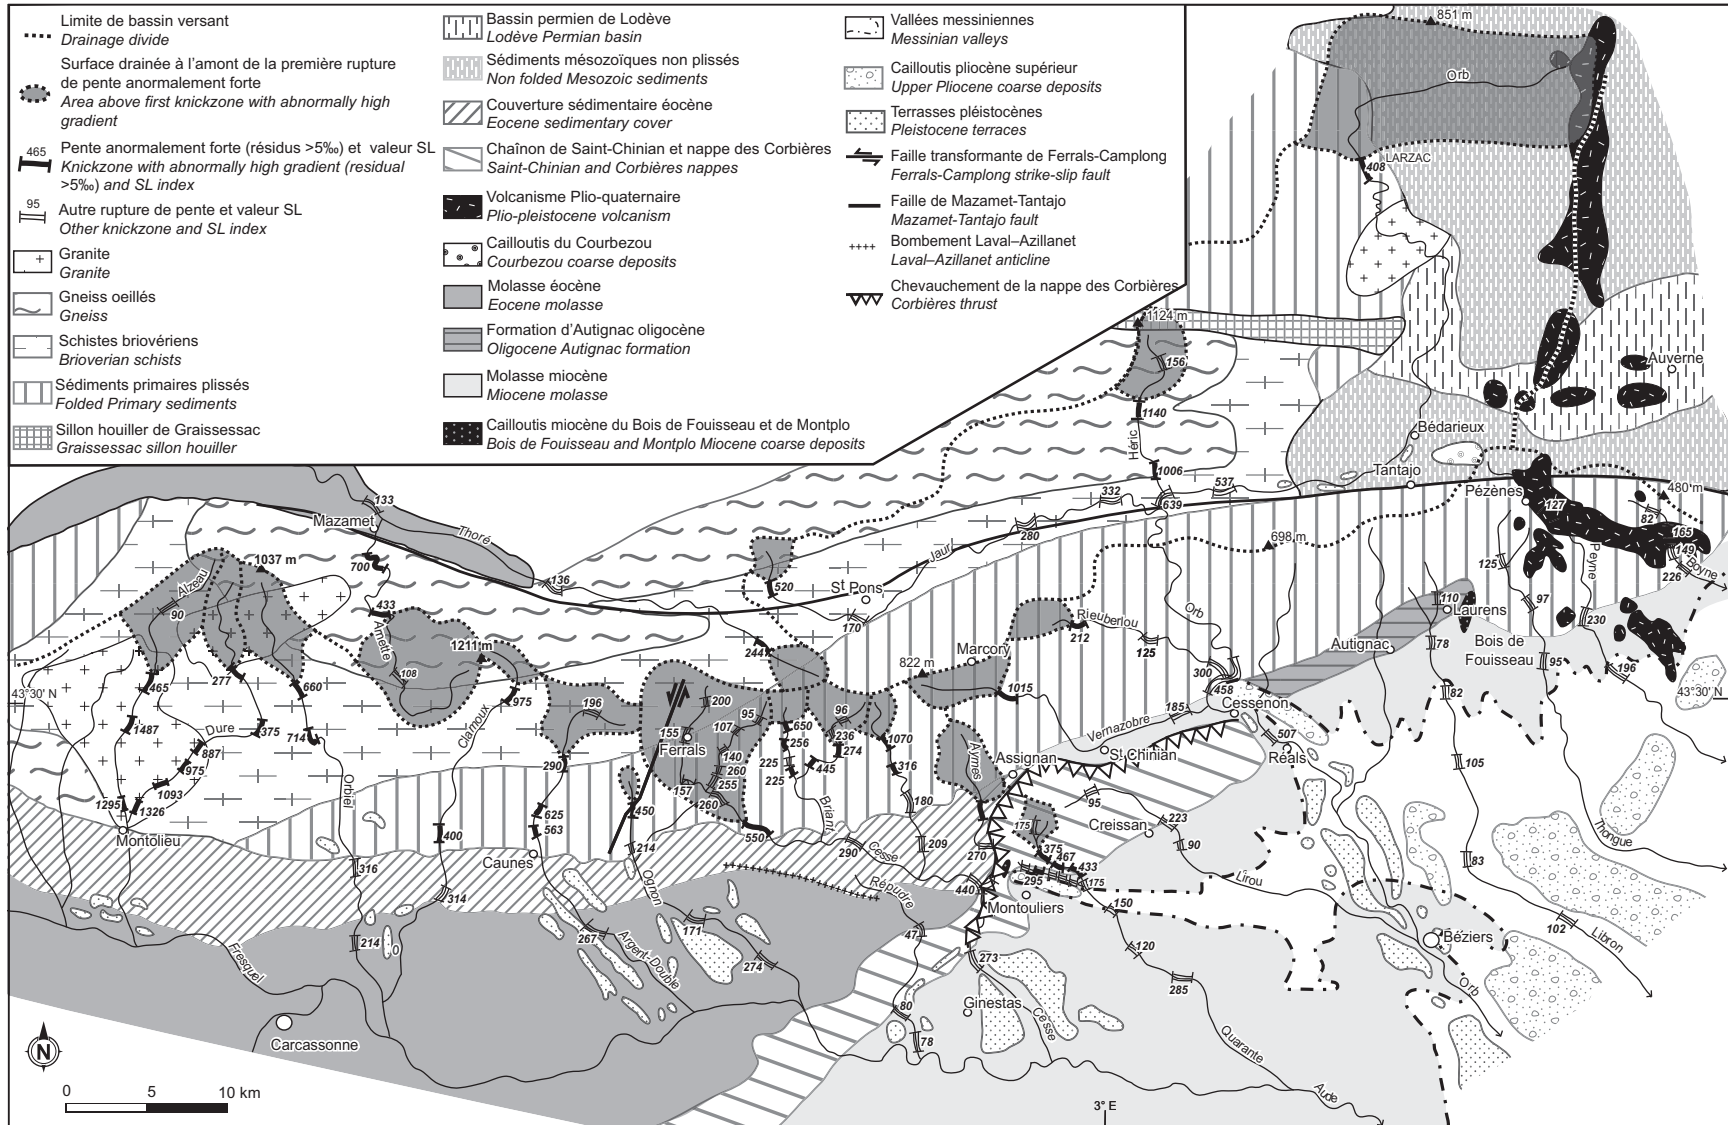 Limite de bassin versant
Drainage divide
Surface drainée à l'amont de la première rupture
de pente anormalement forte
Area above first knickzone with abnormally high
gradient
465
Pente anormalement forte (résidus >5‰) et valeur SL
Knickzone with abnormally high gradient (residual
>5‰) and SL index
95
Autre rupture de pente et valeur SL
Other knickzone and SL index
Granite
Granite
Gneiss oeillés
Gneiss
Schistes briovériens
Brioverian schists
Sédiments primaires plissés
Folded Primary sediments
Sillon houiller de Graissessac
Graissessac sillon houiller
Bassin permien de Lodève
Lodève Permian basin
Sédiments mésozoïques non plissés
Non folded Mesozoic sediments
Couverture sédimentaire éocène
Eocene sedimentary cover
Chaînon de Saint-Chinian et nappe des Corbières
Saint-Chinian and Corbières nappes
Volcanisme Plio-quaternaire
Plio-pleistocene volcanism
Cailloutis du Courbezou
Courbezou coarse deposits
Molasse éocène
Eocene molasse
Formation d'Autignac oligocène
Oligocene Autignac formation
Molasse miocène
Miocene molasse
Cailloutis miocène du Bois de Fouisseau et de Montplo
Bois de Fouisseau and Montplo Miocene coarse deposits
Vallées messiniennes
Messinian valleys
Cailloutis pliocène supérieur
Upper Pliocene coarse deposits
Terrasses pléistocènes
Pleistocene terraces
Faille transformante de Ferrals-Camplong
Ferrals-Camplong strike-slip fault
Faille de Mazamet-Tantajo
Mazamet-Tantajo fault
Bombement Laval–Azillanet
Laval–Azillanet anticline
Chevauchement de la nappe des Corbières
Corbières thrust
851 m
Orb
LARZAC
408
1124 m
156
1140
Héric
1006
Auverne
Bédarieux
Tantajo
537
332
639
280
Jaur
Pézènes
127
480 m
82
165
149
226
Boyne
Peyne
125
97
230
196
698 m
133
Mazamet
Thoré
700
433
Arnette
108
136
520
St Pons
170
244
1037 m
Alzeau
90
1211 m
465
277
660
1487
Dure
375
714
887
975
1093
1295
1326
Montolieu
Orbiel
Clamoux
975
196
290
625
563
400
Caunes
316
314
214
0
Fresquel
Carcassonne
200
155
Ferrals
107
95
140
260
255
157
260
450
214
550
Ognon
650
256
225
225
445
96
236
274
1070
316
180
209
Briant
290
Cesse
Répudre
171
267
Argent-Double
274
47
80
78
822 m
Marcory
1015
Rieuberlou
212
125
Orb
300
458
185
Cessenon
Vernazobre
St Chinian
Assignan
Aymes
507
Réals
95
Creissan
223
90
Lirou
175
375
467
433
295
175
270
440
Montouliers
150
120
285
273
Ginestas
Cesse
Quarante
Aude
Béziers
Orb
Autignac
110
Laurens
78
Bois de
Fouisseau
95
82
105
83
102
Libron
Thongue
43°30' N
43°30' N
3° E
N
0
5
10 km